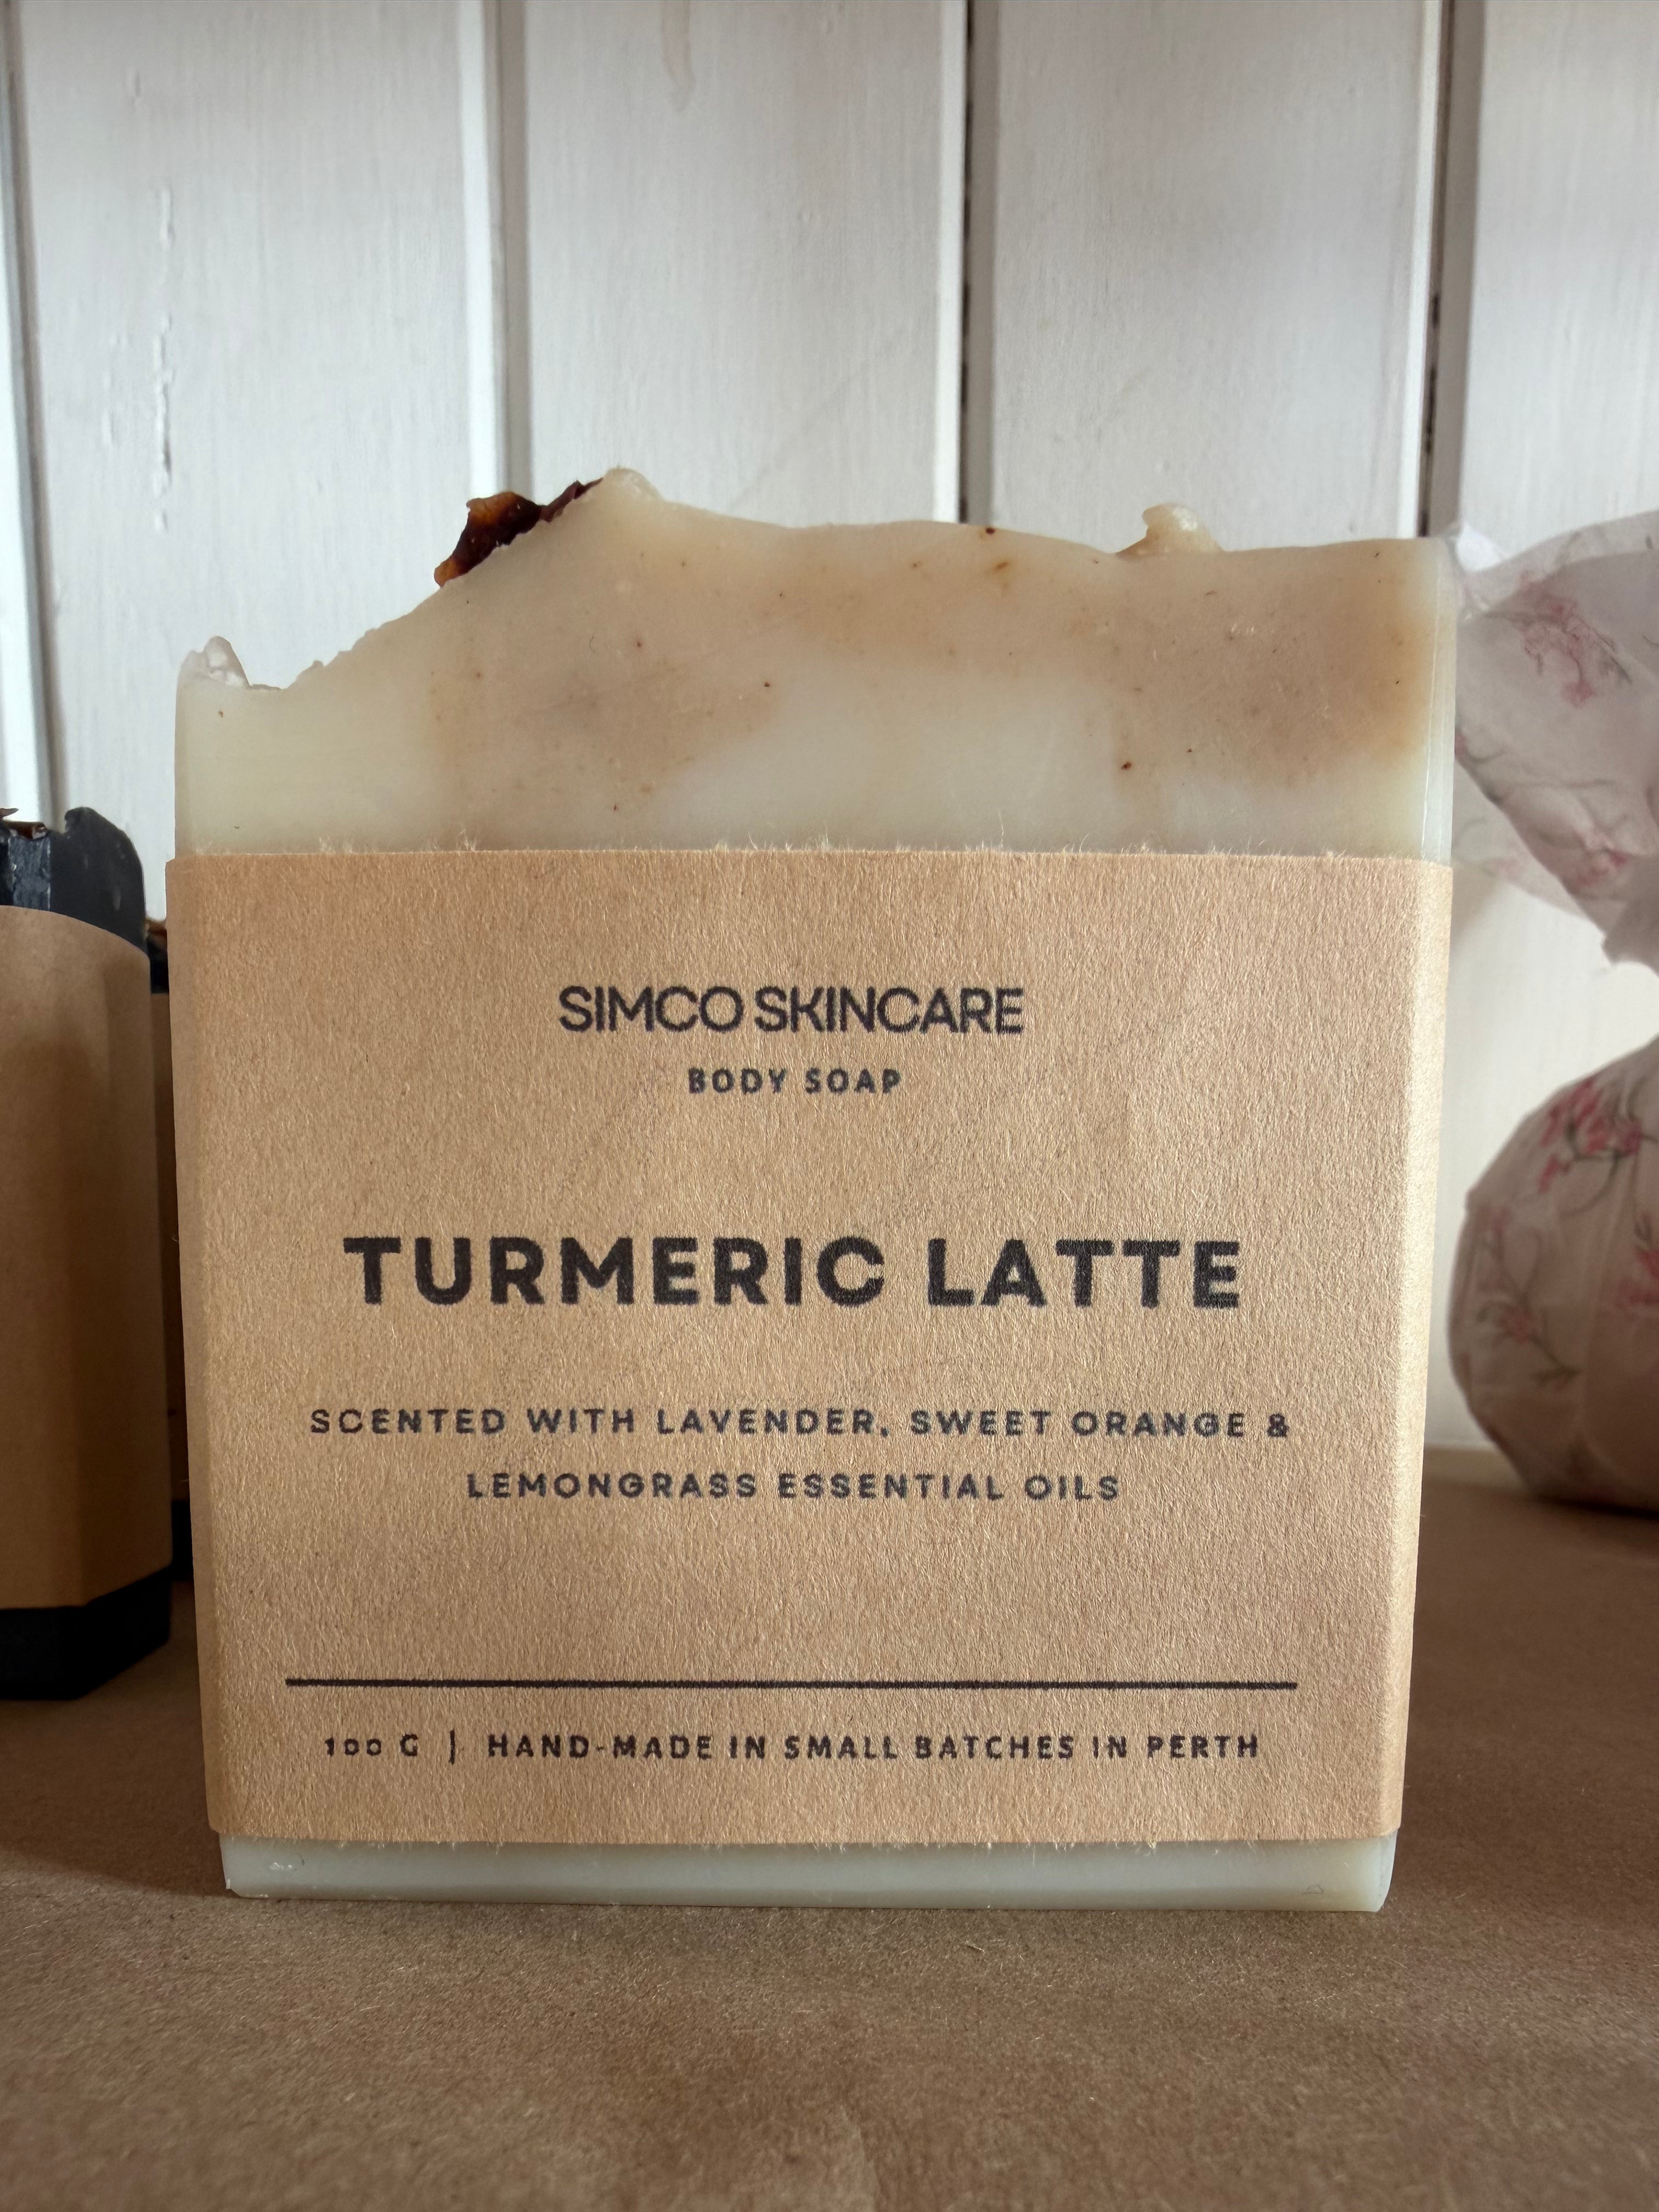 SIMCO SKINCARE
BODY SOAP
TURMERIC LATTE
SCENTED WITH LAVENDER, SWEET ORANGE &
LEMONGRASS ESSENTIAL OILS
100 G | HAND-MADE IN SMALL BATCHES IN PERTH